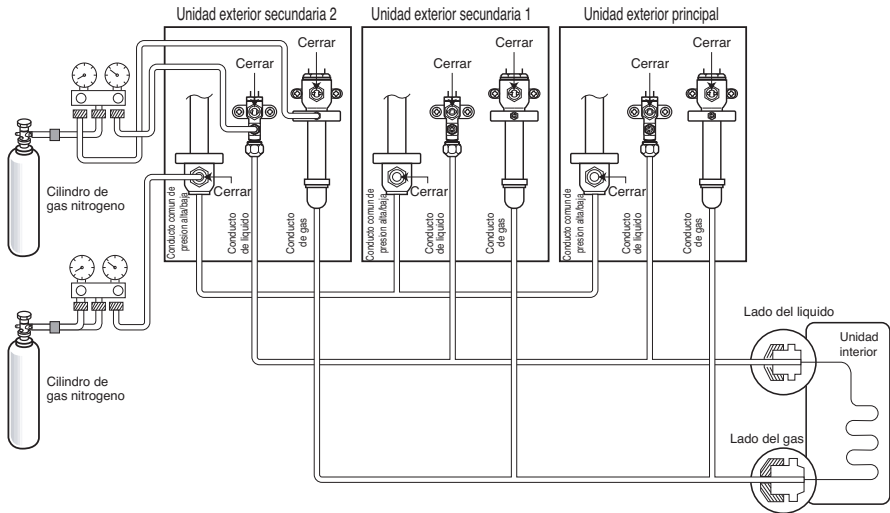 Unidad exterior secundaria 2
Unidad exterior secundaria 1
Unidad exterior principal
Cerrar
Cerrar
Cerrar
Cerrar
Cerrar
Cerrar
Cerrar
Cerrar
Cerrar
Cilindro de
gas nitrogeno
Conducto comun de
presion alta/baja
Conducto
de liquido
Conducto
de gas
Conducto comun de
presion alta/baja
Conducto
de liquido
Conducto
de gas
Conducto comun de
presion alta/baja
Conducto
de liquido
Conducto
de gas
Lado del liquido
Unidad
interior
Cilindro de
gas nitrogeno
Lado del gas